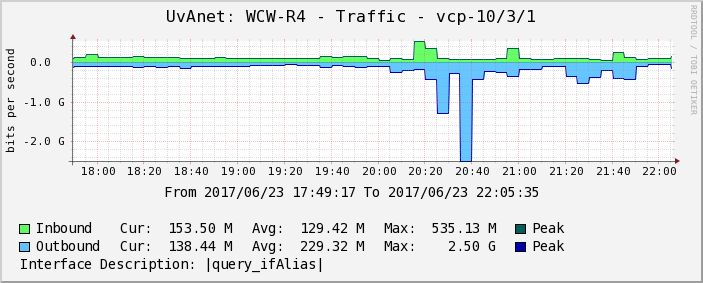 UvAnet: WCW-R4 - Traffic - vcp-10/3/1
RRDTOOL / TOBI OETIKER
bits per second
0.0
-1.0 G
-2.0 G
18:00 18:20 18:40 19:00 19:20 19:40 20:00 20:20 20:40 21:00 21:20 21:40 22:00
From 2017/06/23 17:49:17 To 2017/06/23 22:05:35
Inbound Cur: 153.50 M Avg: 129.42 M Max: 535.13 M Peak
Outbound Cur: 138.44 M Avg: 229.32 M Max: 2.50 G Peak
Interface Description: |query_ifAlias|